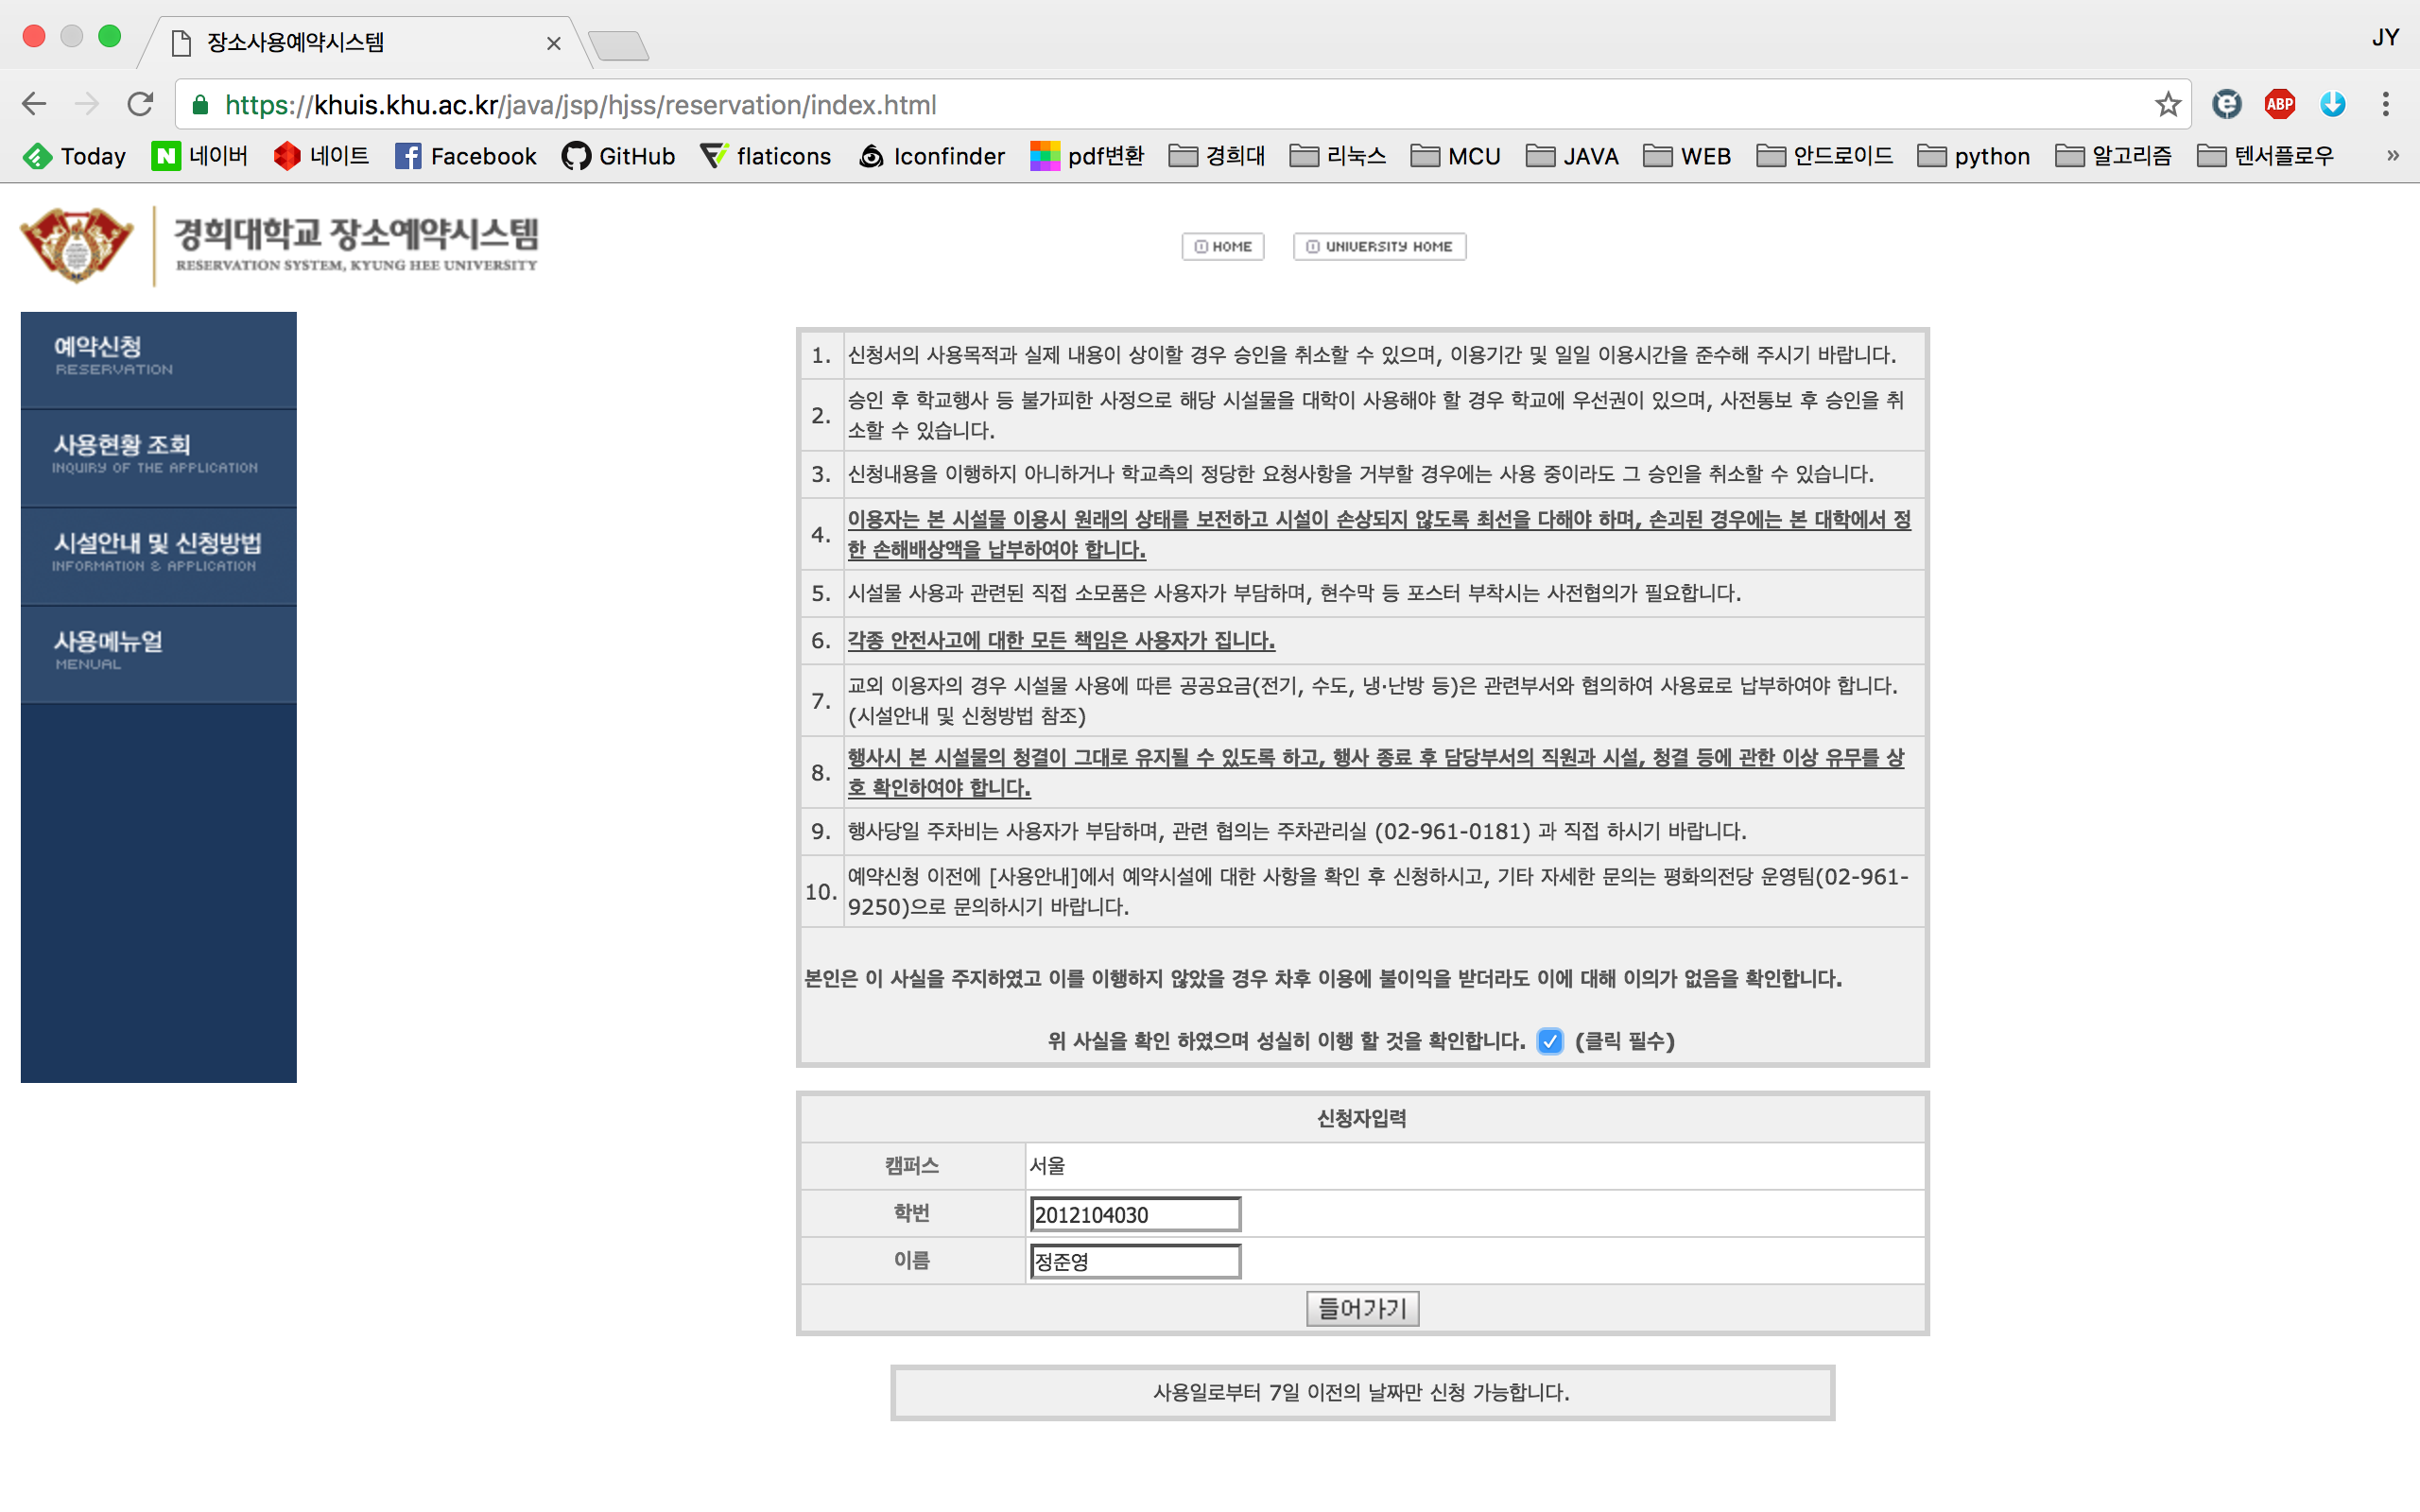 장소사용예약시스템
JY
https://khuis.khu.ac.kr/java/jsp/hjss/reservation/index.html
ABP
Today 네이버 네이트 Facebook GitHub flaticons Iconfinder pdf변환 경희대 리눅스 MCU JAVA WEB 안드로이드 python 알고리즘 텐서플로우 »
경희대학교 장소예약시스템
RESERVATION SYSTEM, KYUNG HEE UNIVERSITY
HOME UNIVERSITY HOME
예약신청
RESERVATION
사용현황 조회
INQUIRY OF THE APPLICATION
시설안내 및 신청방법
INFORMATION & APPLICATION
사용메뉴얼
MENUAL
1. 신청서의 사용목적과 실제 내용이 상이할 경우 승인을 취소할 수 있으며, 이용기간 및 일일 이용시간을 준수해 주시기 바랍니다.
2. 승인 후 학교행사 등 불가피한 사정으로 해당 시설물을 대학이 사용해야 할 경우 학교에 우선권이 있으며, 사전통보 후 승인을 취
소할 수 있습니다.
3. 신청내용을 이행하지 아니하거나 학교측의 정당한 요청사항을 거부할 경우에는 사용 중이라도 그 승인을 취소할 수 있습니다.
4. 이용자는 본 시설물 이용시 원래의 상태를 보전하고 시설이 손상되지 않도록 최선을 다해야 하며, 손괴된 경우에는 본 대학에서 정
한 손해배상액을 납부하여야 합니다.
5. 시설물 사용과 관련된 직접 소모품은 사용자가 부담하며, 현수막 등 포스터 부착시는 사전협의가 필요합니다.
6. 각종 안전사고에 대한 모든 책임은 사용자가 집니다.
7. 교외 이용자의 경우 시설물 사용에 따른 공공요금(전기, 수도, 냉·난방 등)은 관련부서와 협의하여 사용료로 납부하여야 합니다.
(시설안내 및 신청방법 참조)
8. 행사시 본 시설물의 청결이 그대로 유지될 수 있도록 하고, 행사 종료 후 담당부서의 직원과 시설, 청결 등에 관한 이상 유무를 상
호 확인하여야 합니다.
9. 행사당일 주차비는 사용자가 부담하며, 관련 협의는 주차관리실 (02-961-0181) 과 직접 하시기 바랍니다.
10. 예약신청 이전에 [사용안내]에서 예약시설에 대한 사항을 확인 후 신청하시고, 기타 자세한 문의는 평화의전당 운영팀(02-961-
9250)으로 문의하시기 바랍니다.
본인은 이 사실을 주지하였고 이를 이행하지 않았을 경우 차후 이용에 불이익을 받더라도 이에 대해 이의가 없음을 확인합니다.
위 사실을 확인 하였으며 성실히 이행 할 것을 확인합니다. (클릭 필수)
신청자입력
캠퍼스 서울
학번 2012104030
이름 정준영
들어가기
사용일로부터 7일 이전의 날짜만 신청 가능합니다.